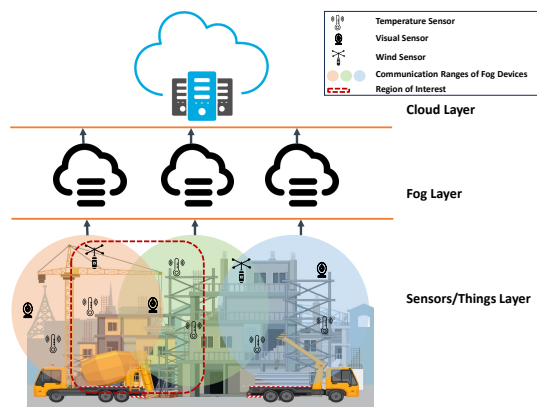 Temperature Sensor
Visual Sensor
Wind Sensor
Communication Ranges of Fog Devices
Region of Interest
Cloud Layer
Fog Layer
Sensors/Things Layer